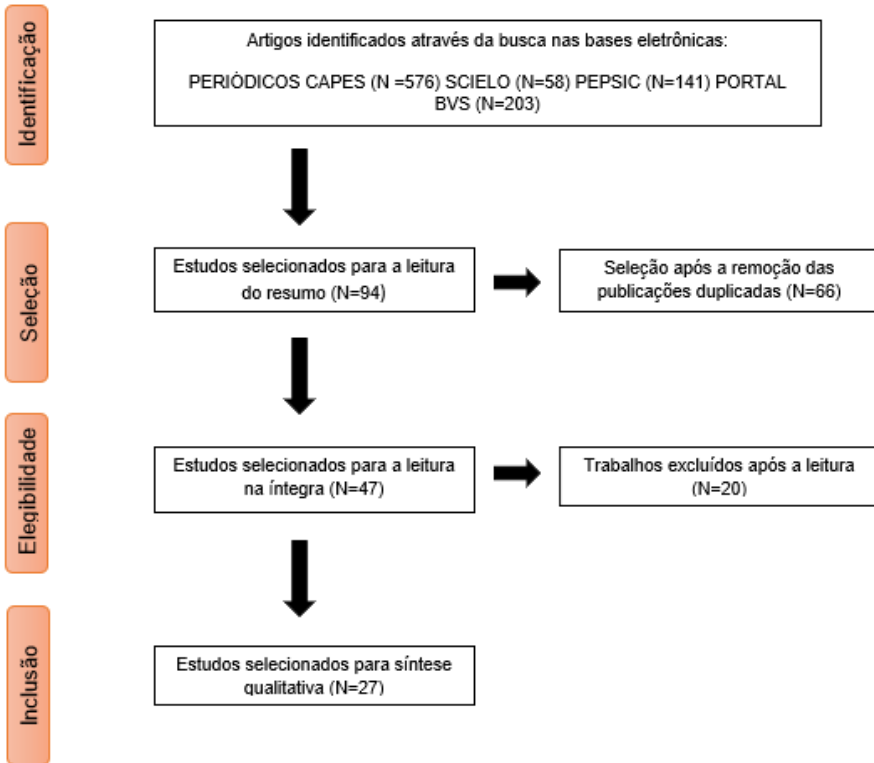 Identificação
Artigos identificados através da busca nas bases eletrônicas:
PERIÓDICOS CAPES (N =576) SCIELO (N=58) PEPSIC (N=141) PORTAL
BVS (N=203)
Seleção
Estudos selecionados para a leitura
do resumo (N=94)
Seleção após a remoção das
publicações duplicadas (N=66)
Elegibilidade
Estudos selecionados para a leitura
na íntegra (N=47)
Trabalhos excluídos após a leitura
(N=20)
Inclusão
Estudos selecionados para síntese
qualitativa (N=27)